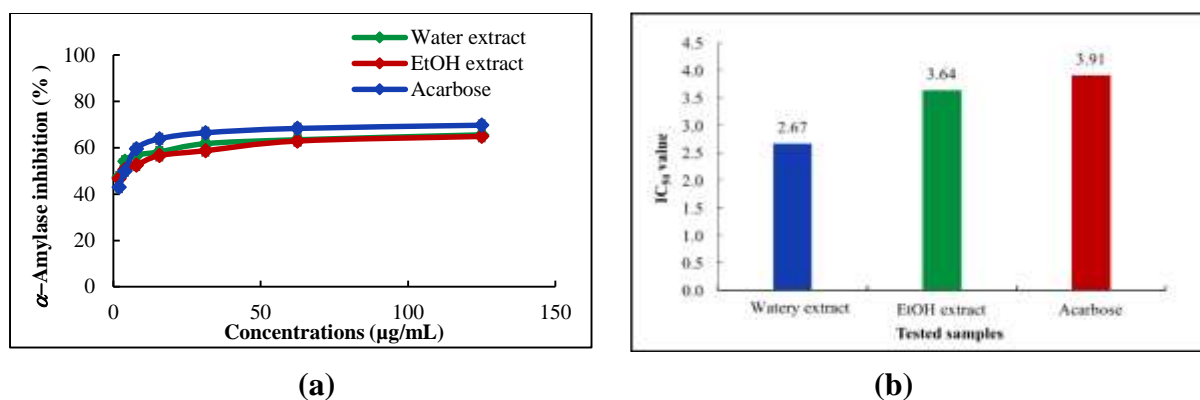 Water extract
EtOH extract
Acarbose
100
80
60
40
20
0
α–Amylase inhibition (%)
0 50 100 150
Concentrations (µg/mL)
(a)
4.5
4.0
3.5
3.0
2.5
2.0
1.5
1.0
0.5
0.0
IC50 value
2.67
3.64
3.91
Watery extract EtOH extract Acarbose
Tested samples
(b)